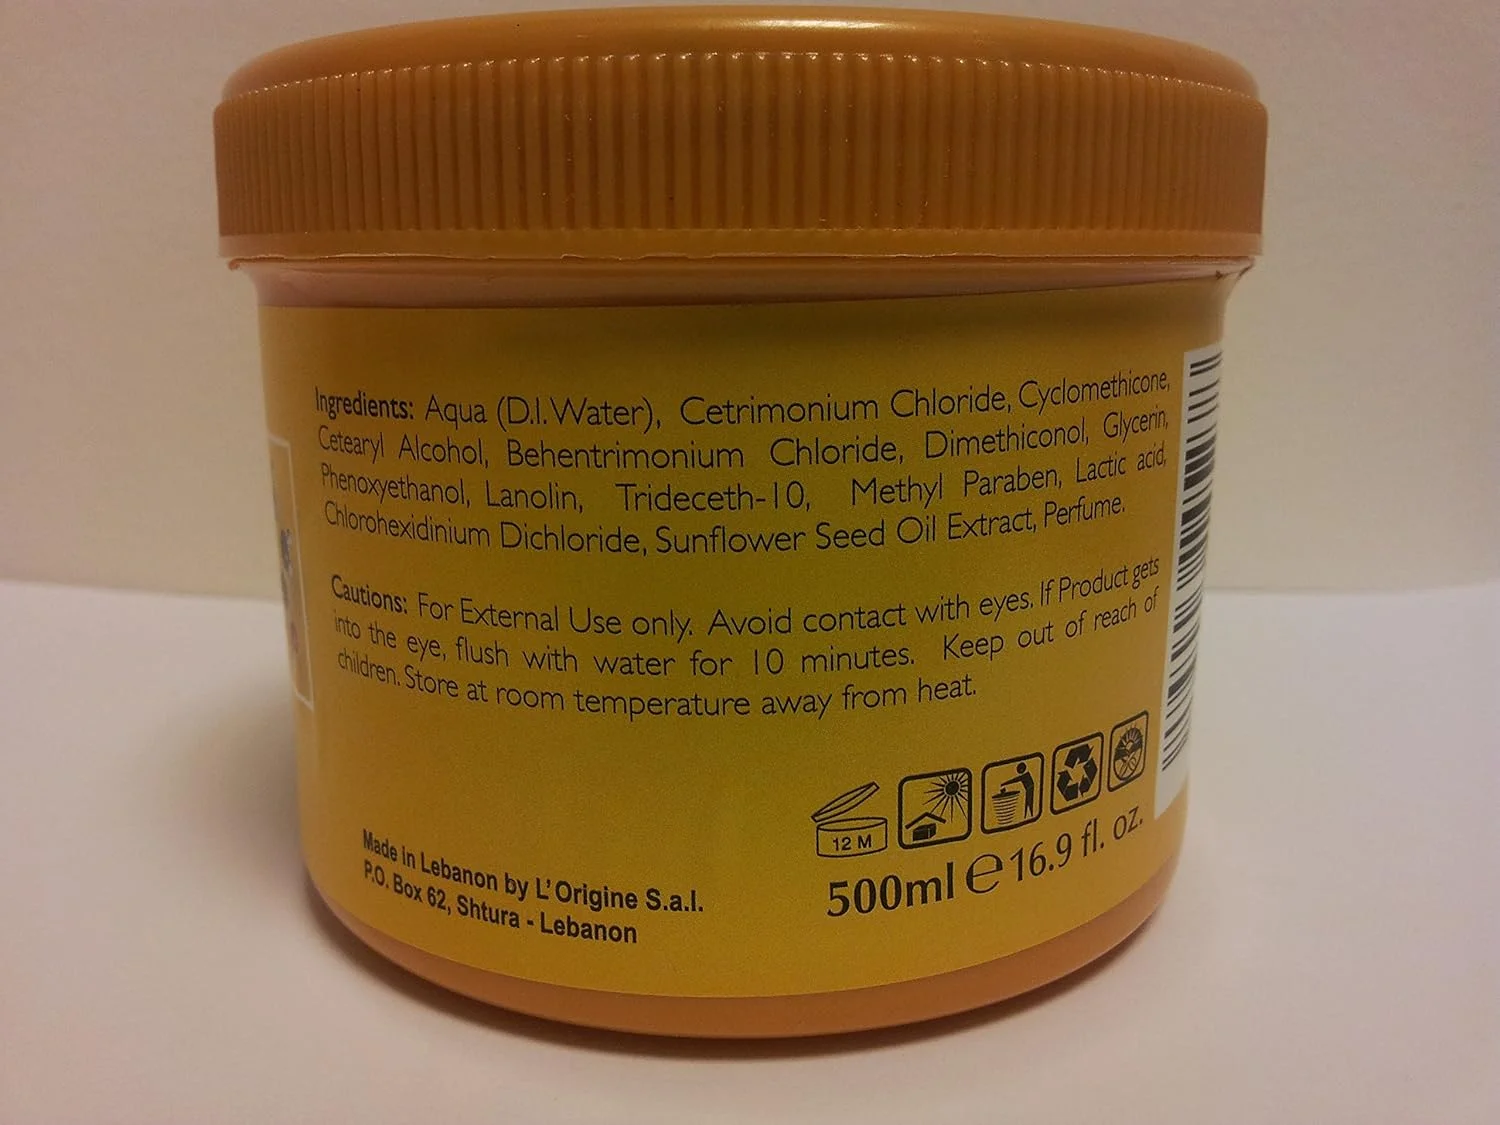 Ingredients: Aqua (D.I.Water), Cetrimonium Chloride, Cyclomethicone,
Cetearyl Alcohol, Behentrimonium Chloride, Dimethiconol, Glycerin,
Phenoxyethanol, Lanolin, Trideceth-10, Methyl Paraben, Lactic acid,
Chlorohexidinium Dichloride, Sunflower Seed Oil Extract, Perfume.
Cautions: For External Use only. Avoid contact with eyes. If Product gets
into the eye, flush with water for 10 minutes. Keep out of reach of
children. Store at room temperature away from heat.
12 M
500ml e 16.9 fl. oz.
Made in Lebanon by L'Origine S.a.l.
P.O. Box 62, Shtura - Lebanon